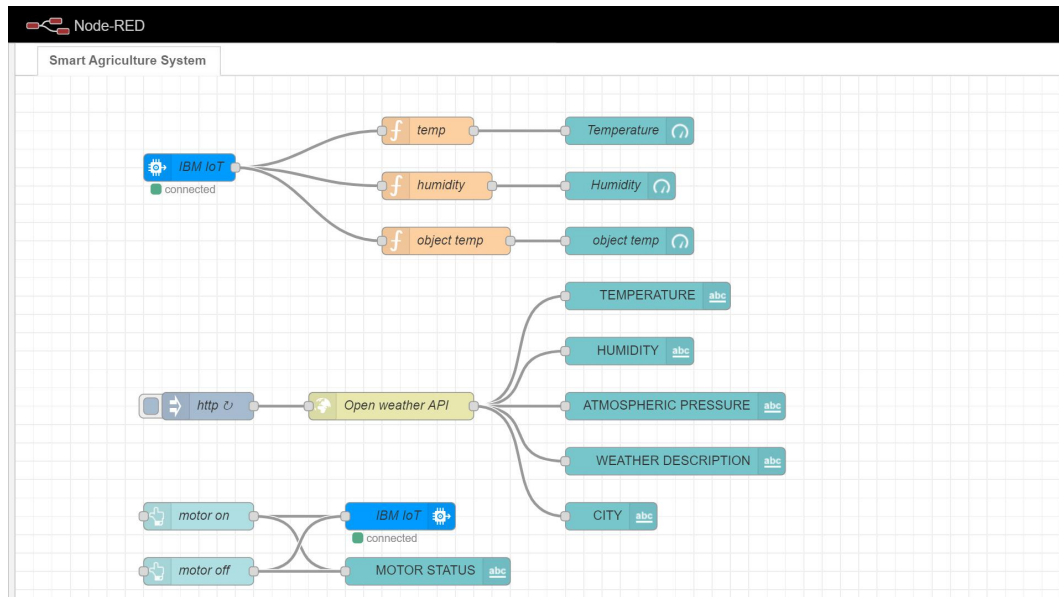 Node-RED
Smart Agriculture System
temp
Temperature
IBM IoT
connected
humidity
Humidity
object temp
object temp
TEMPERATURE
abc
HUMIDITY
abc
http ↻
Open weather API
ATMOSPHERIC PRESSURE
abc
WEATHER DESCRIPTION
abc
motor on
IBM IoT
CITY
abc
connected
motor off
MOTOR STATUS
abc